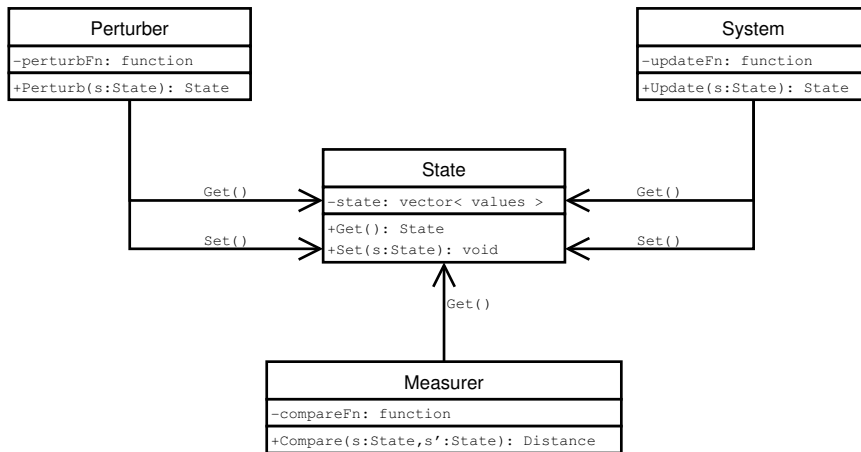 Perturber
-perturbFn: function
+Perturb(s:State): State
System
-updateFn: function
+Update(s:State): State
State
-state: vector< values >
+Get(): State
+Set(s:State): void
Get()
Set()
Get()
Set()
Get()
Measurer
-compareFn: function
+Compare(s:State,s':State): Distance